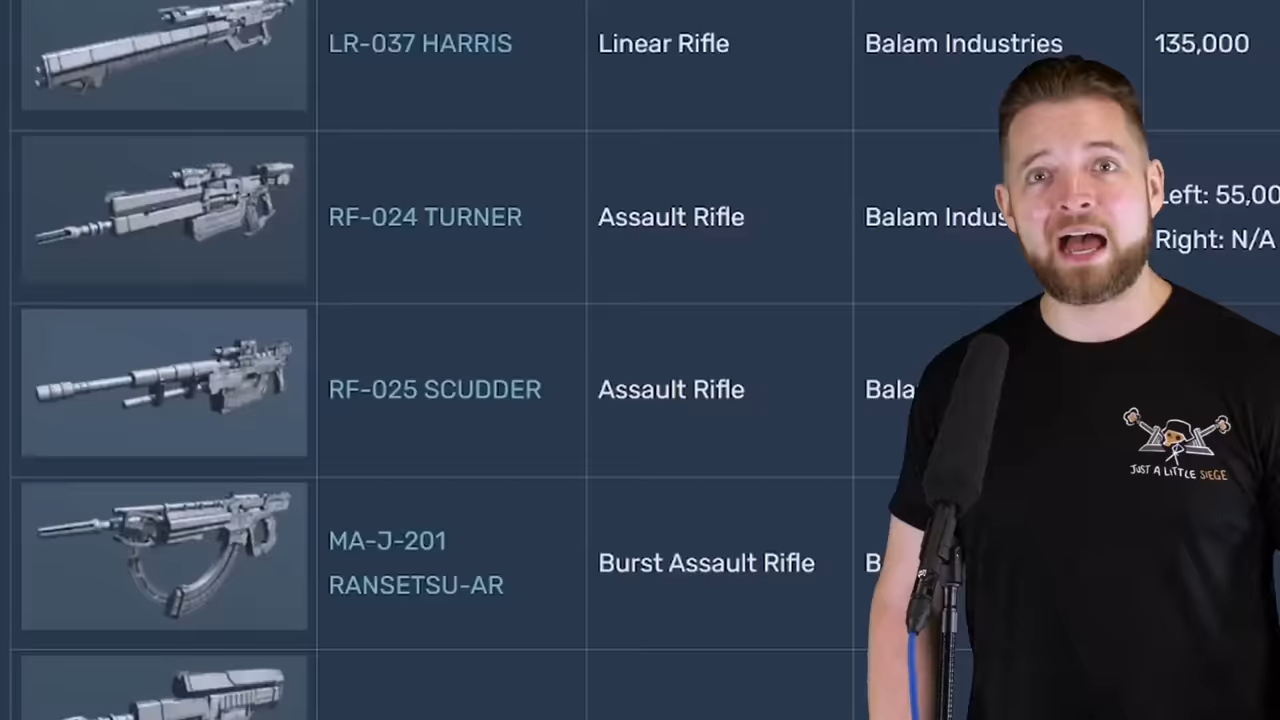 LR-037 HARRIS
Linear Rifle
Balam Industries
135,000
RF-024 TURNER
Assault Rifle
Balam
Left: 55,00
Right: N/A
RF-025 SCUDDER
Assault Rifle
MA-J-201
RANSETSU-AR
Burst Assault Rifle
JUST A LITTLE SIEGE